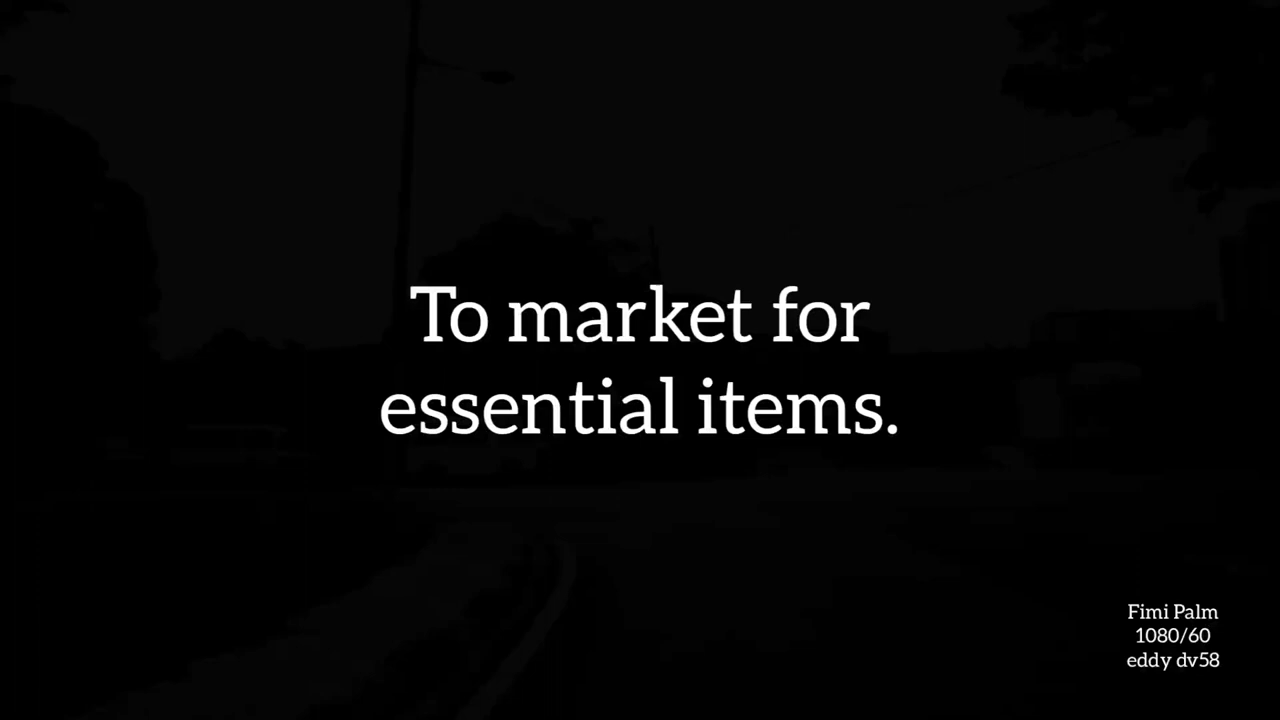 To market for
essential items.
Fimi Palm
1080/60
eddy dv58